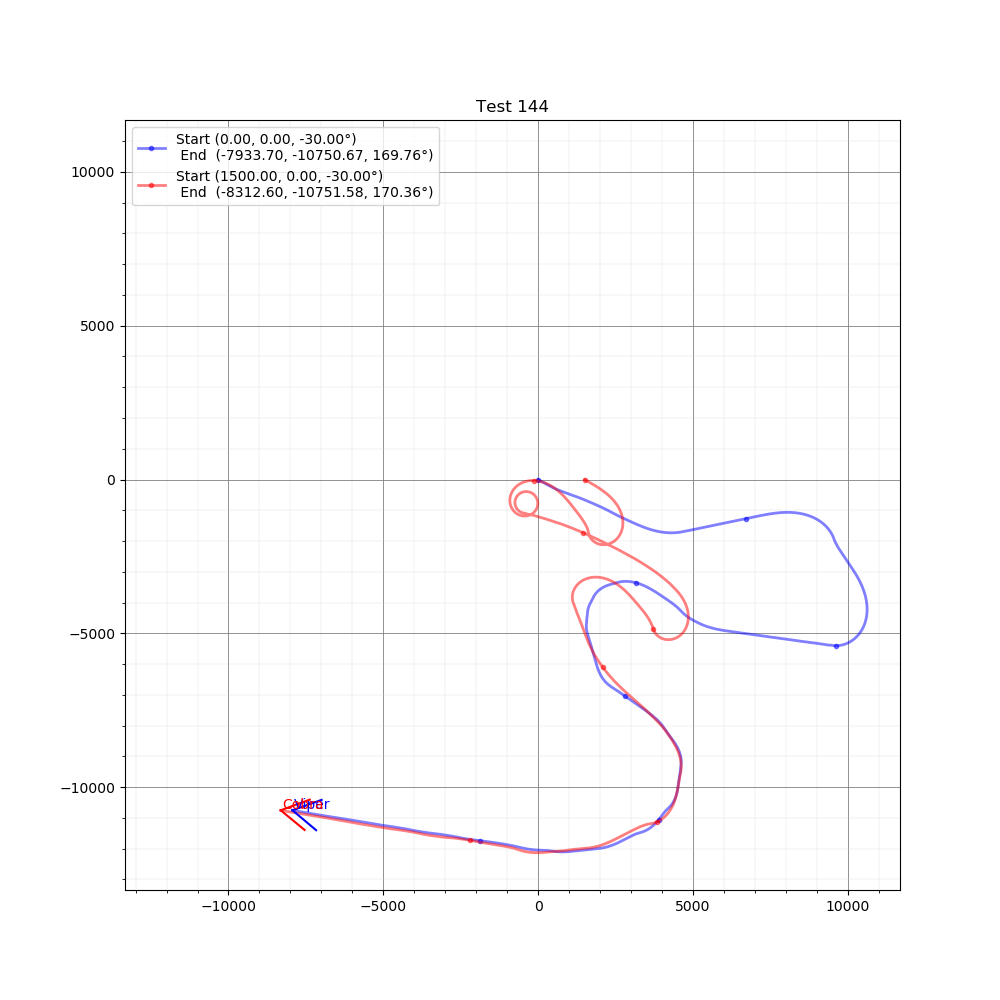 Test 144
Start (0.00, 0.00, -30.00°)
End (-7933.70, -10750.67, 169.76°)
Start (1500.00, 0.00, -30.00°)
End (-8312.60, -10751.58, 170.36°)
10000
5000
0
−5000
−10000
−10000
−5000
0
5000
10000